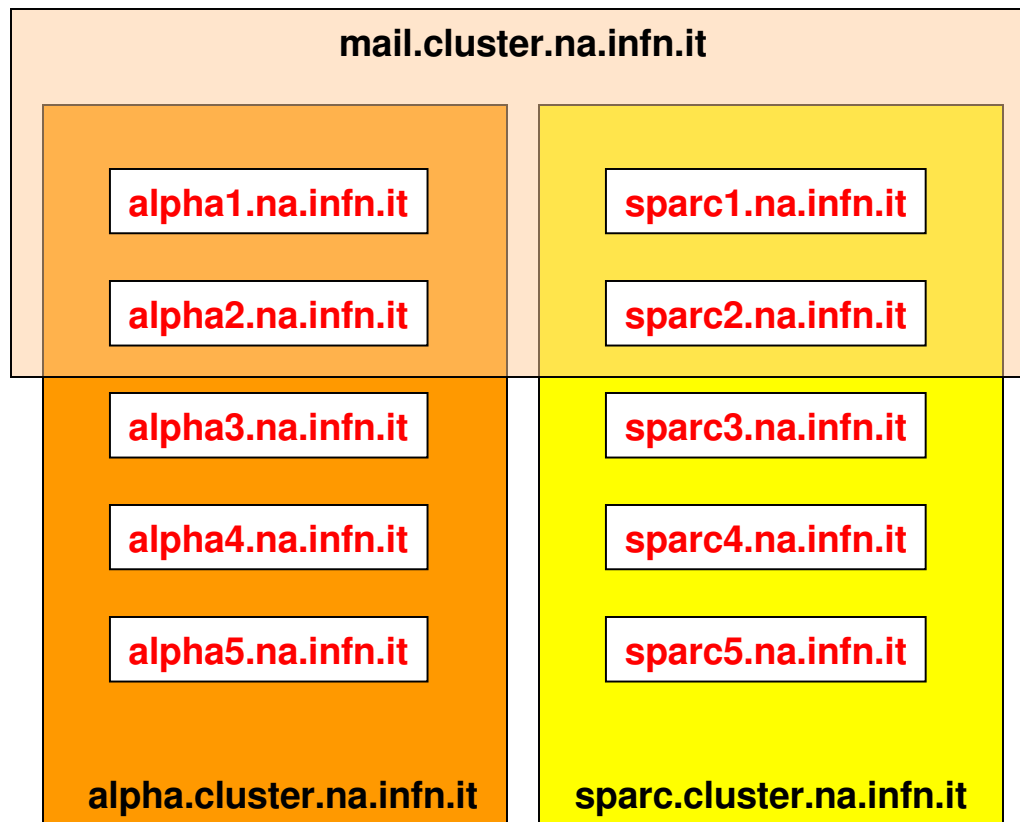 mail.cluster.na.infn.it
alpha1.na.infn.it
sparc1.na.infn.it
alpha2.na.infn.it
sparc2.na.infn.it
alpha3.na.infn.it
sparc3.na.infn.it
alpha4.na.infn.it
sparc4.na.infn.it
alpha5.na.infn.it
sparc5.na.infn.it
alpha.cluster.na.infn.it
sparc.cluster.na.infn.it